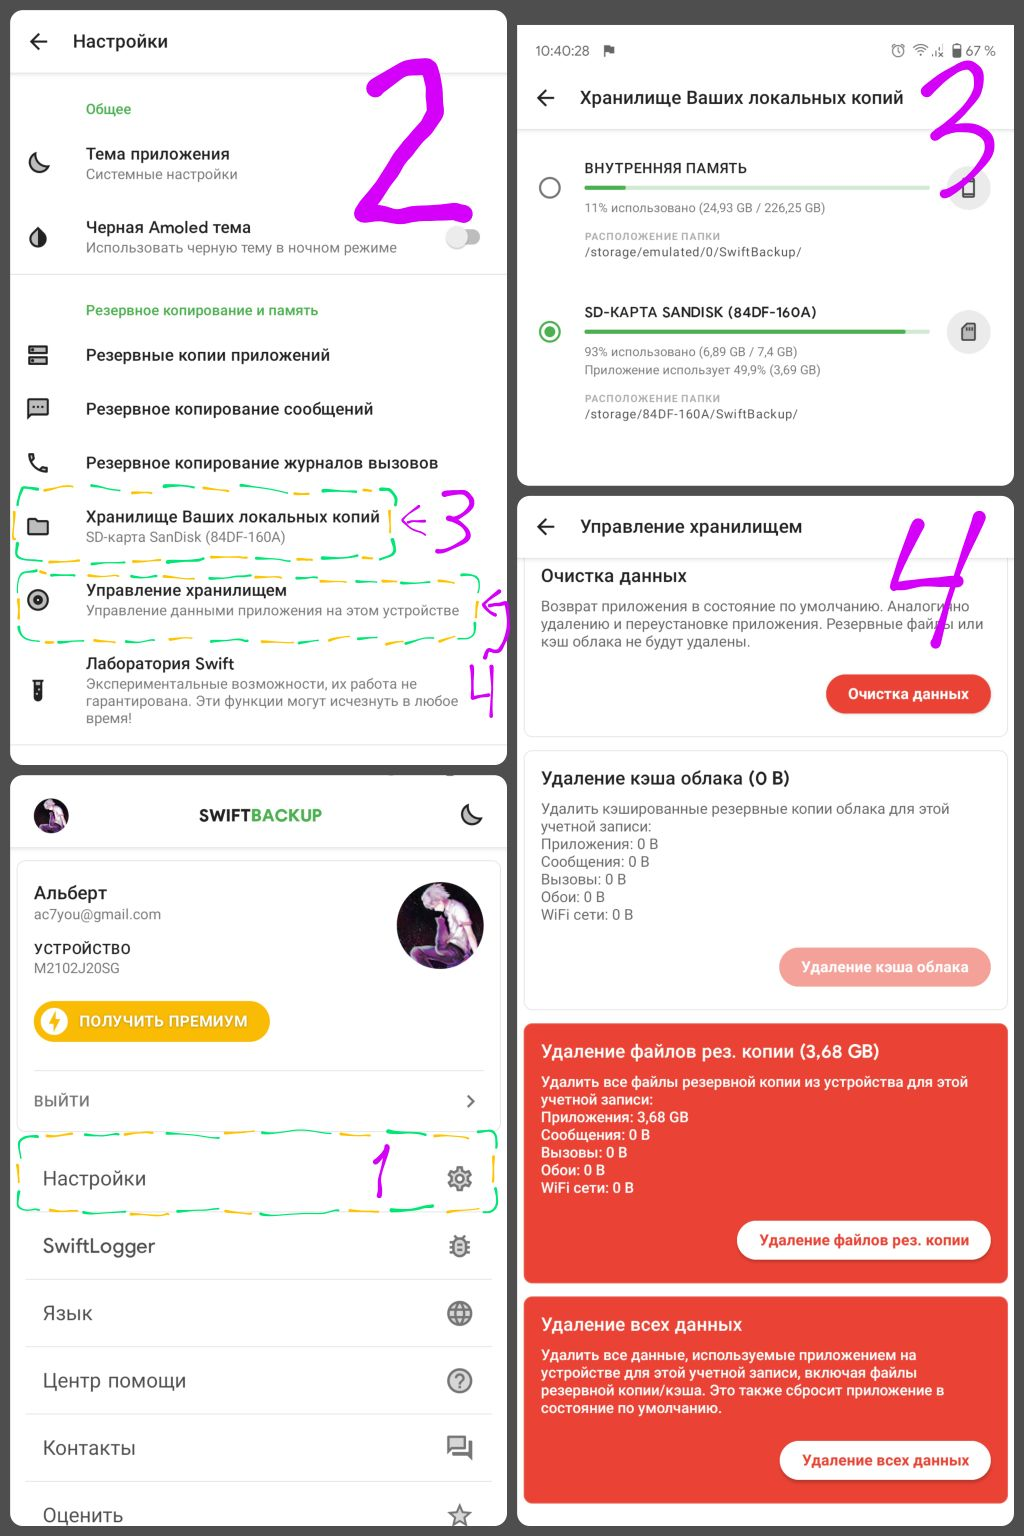 Настройки
2
Общее
Тема приложения
Системные настройки
Черная Amoled тема
Использовать черную тему в ночном режиме
Резервное копирование и память
Резервные копии приложений
Резервное копирование сообщений
Резервное копирование журналов вызовов
Хранилище Ваших локальных копий
SD-карта SanDisk (84DF-160A)
3
Управление хранилищем
Управление данными приложения на этом устройстве
4
Лаборатория Swift
Экспериментальные возможности, их работа не
гарантирована. Эти функции могут исчезнуть в любое
время!
SWIFTBACKUP
Альберт
ac7you@gmail.com
УСТРОЙСТВО
M2102J20SG
ПОЛУЧИТЬ ПРЕМИУМ
ВЫЙТИ
Настройки
1
SwiftLogger
Язык
Центр помощи
Контакты
Оценить
10:40:28
67 %
Хранилище Ваших локальных копий
3
ВНУТРЕННЯЯ ПАМЯТЬ
11% использовано (24,93 GB / 226,25 GB)
РАСПОЛОЖЕНИЕ ПАПКИ
/storage/emulated/0/SwiftBackup/
SD-КАРТА SANDISK (84DF-160A)
93% использовано (6,89 GB / 7,4 GB)
Приложение использует 49,9% (3,69 GB)
РАСПОЛОЖЕНИЕ ПАПКИ
/storage/84DF-160A/SwiftBackup/
Управление хранилищем
4
Очистка данных
Возврат приложения в состояние по умолчанию. Аналогично
удалению и переустановке приложения. Резервные файлы или
кэш облака не будут удалены.
Очистка данных
Удаление кэша облака (0 B)
Удалить кэшированные резервные копии облака для этой
учетной записи:
Приложения: 0 B
Сообщения: 0 B
Вызовы: 0 B
Обои: 0 B
WiFi сети: 0 B
Удаление кэша облака
Удаление файлов рез. копии (3,68 GB)
Удалить все файлы резервной копии из устройства для этой
учетной записи:
Приложения: 3,68 GB
Сообщения: 0 B
Вызовы: 0 B
Обои: 0 B
WiFi сети: 0 B
Удаление файлов рез. копии
Удаление всех данных
Удалить все данные, используемые приложением на
устройстве для этой учетной записи, включая файлы
резервной копии/кэша. Это также сбросит приложение в
состояние по умолчанию.
Удаление всех данных